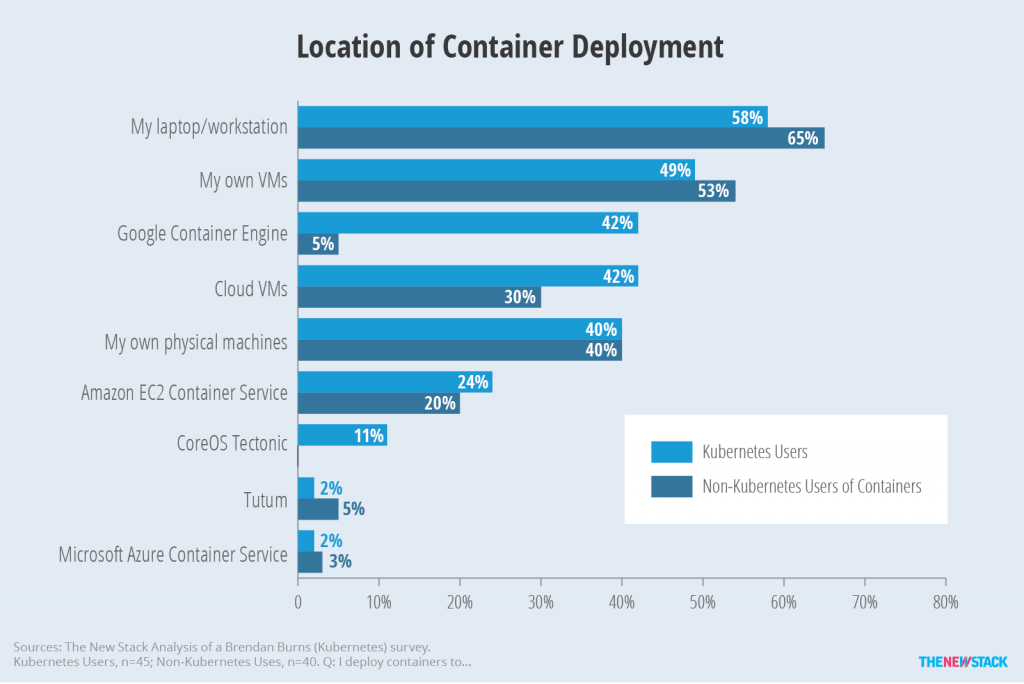 Location of Container Deployment
My laptop/workstation
58%
65%
My own VMs
49%
53%
Google Container Engine
42%
5%
Cloud VMs
42%
30%
My own physical machines
40%
40%
Amazon EC2 Container Service
24%
20%
CoreOS Tectonic
11%
Tutum
2%
5%
Microsoft Azure Container Service
2%
3%
Kubernetes Users
Non-Kubernetes Users of Containers
0 10% 20% 30% 40% 50% 60% 70% 80%
Sources: The New Stack Analysis of a Brendan Burns (Kubernetes) survey.
Kubernetes Users, n=45; Non-Kubernetes Uses, n=40. Q: I deploy containers to...
THENEWSTACK